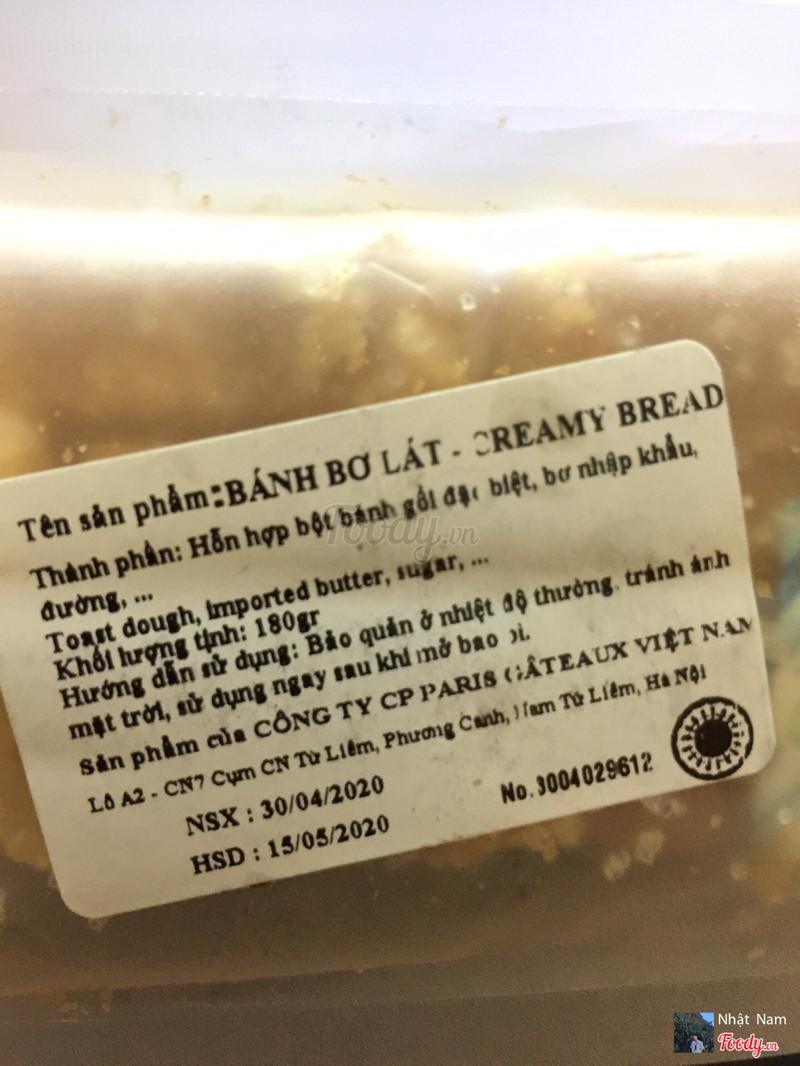 Tên sản phẩm:BÁNH BƠ LÁT - CREAMY BREAD
Thành phần: Hỗn hợp bột bánh gối đặc biệt, bơ nhập khẩu,
đường, ...
Toast dough, imported butter, sugar, ...
Khối lượng tịnh: 180gr
Hướng dẫn sử dụng: Bảo quản ở nhiệt độ thường, tránh ánh
mặt trời, sử dụng ngay sau khi mở bao bì.
Sản phẩm của CÔNG TY CP PARIS GÂTEAUX VIỆT NAM
Lô A2 - CN7 Cụm CN Từ Liêm, Phương Canh, Nam Từ Liêm, Hà Nội
NSX : 30/04/2020
No.3004029612
HSD : 15/05/2020
Foody.vn
Nhật Nam
Foody.vn